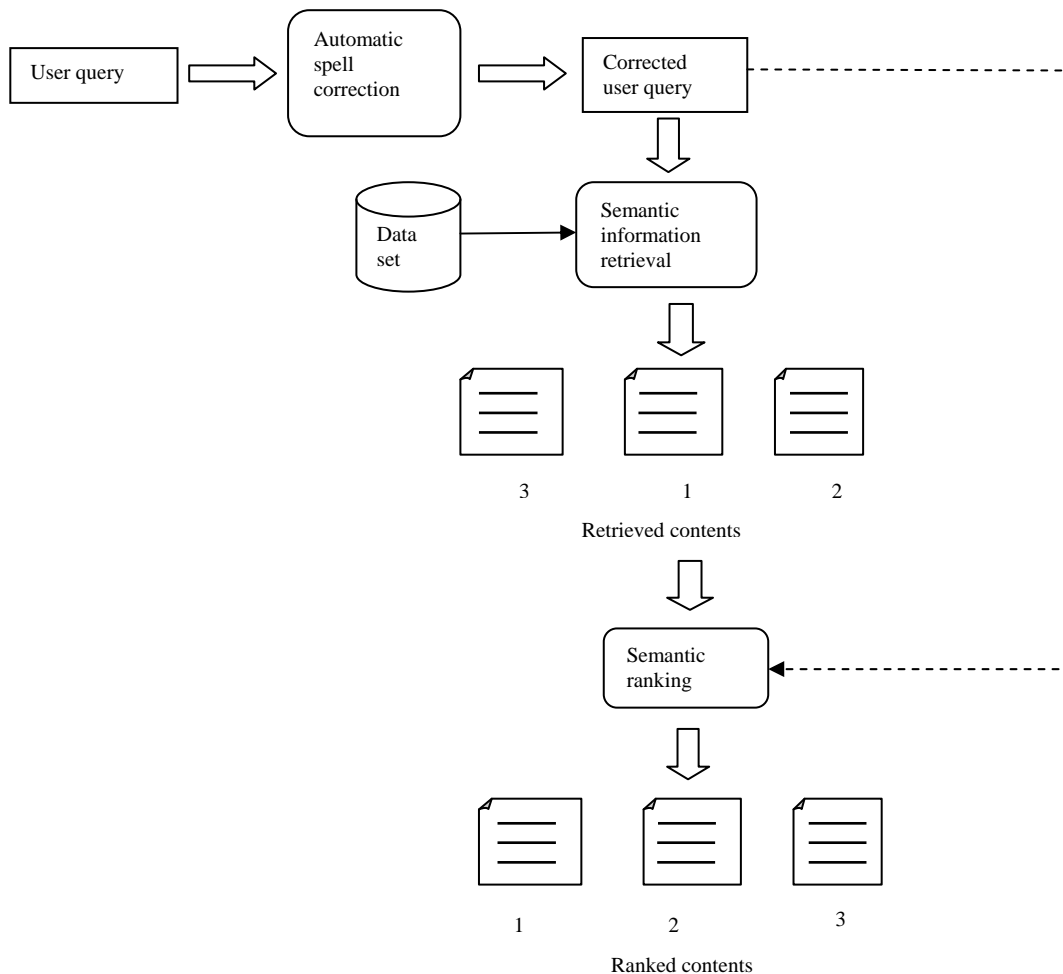 User query
Automatic
spell
correction
Corrected
user query
Data
set
Semantic
information
retrieval
3 1 2
Retrieved contents
Semantic
ranking
1 2 3
Ranked contents